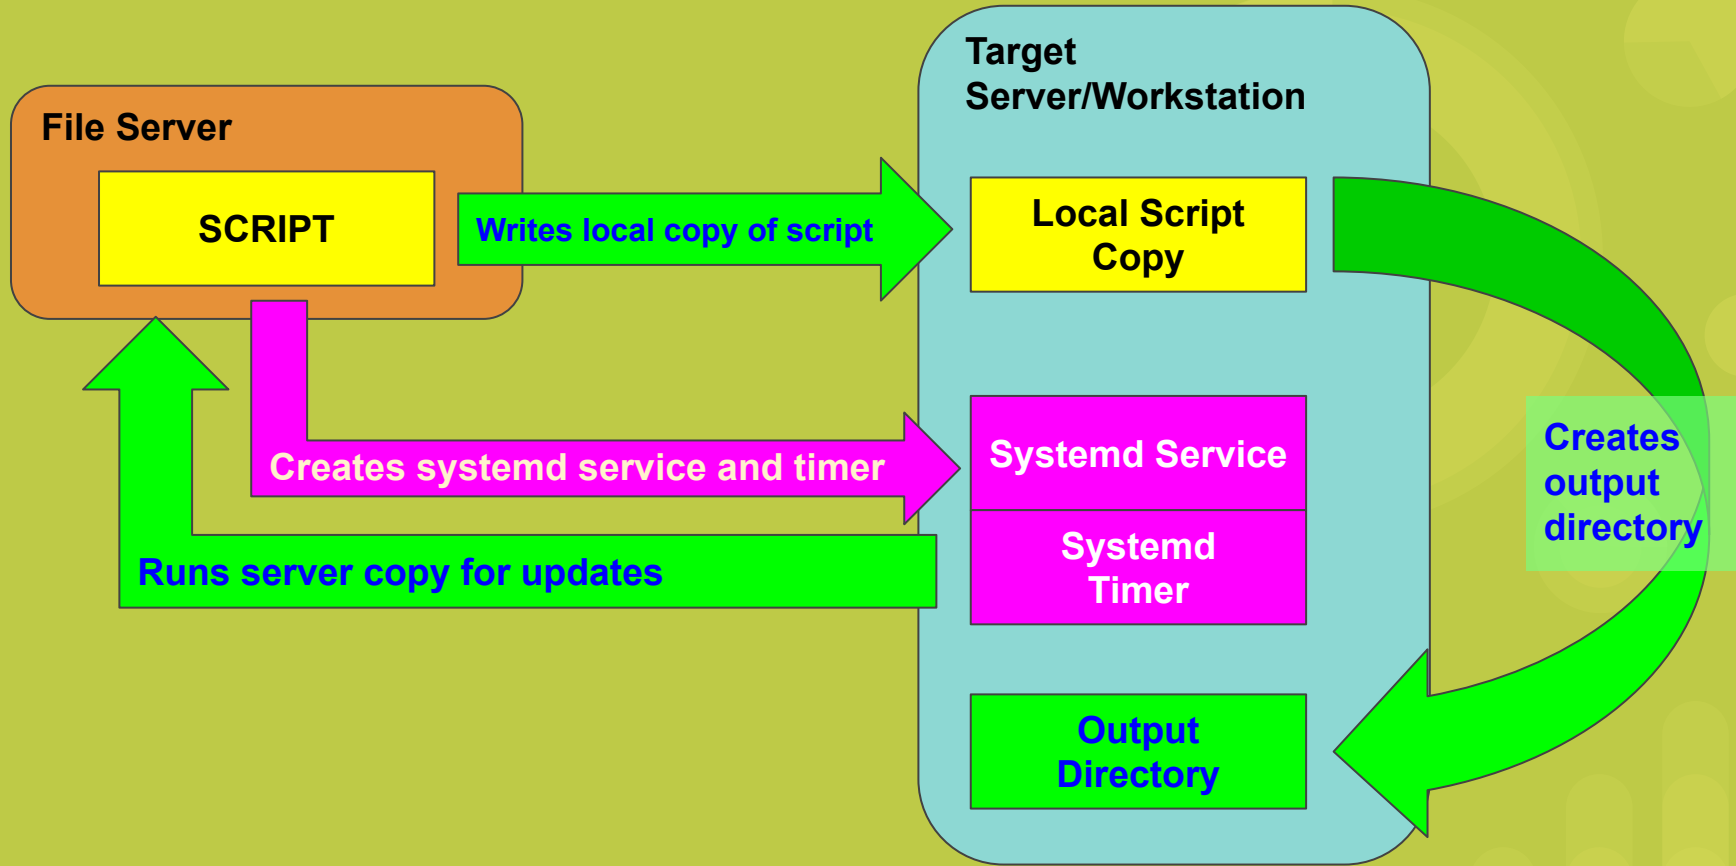 Target
Server/Workstation
File Server
SCRIPT
Writes local copy of script
Local Script
Copy
Creates systemd service and timer
Systemd Service
Creates
output
directory
Systemd
Timer
Runs server copy for updates
Output
Directory